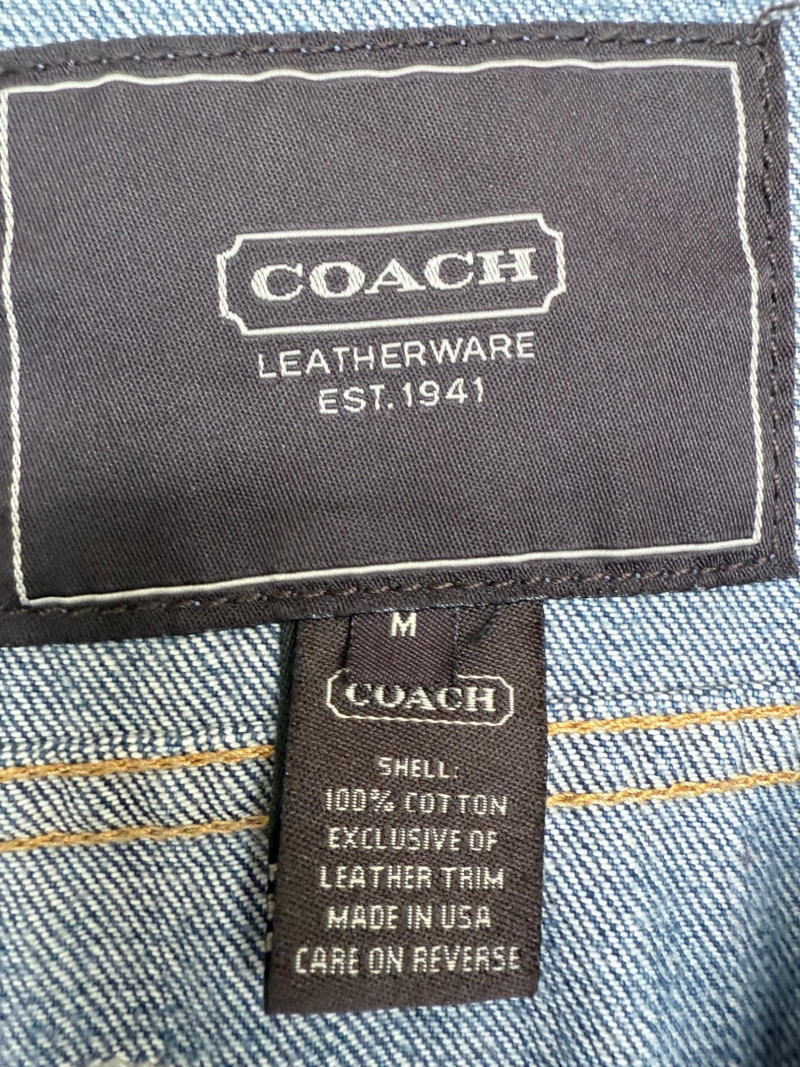 COACH
LEATHERWARE
EST. 1941
M
COACH
SHELL:
100% COTTON
EXCLUSIVE OF
LEATHER TRIM
MADE IN USA
CARE ON REVERSE